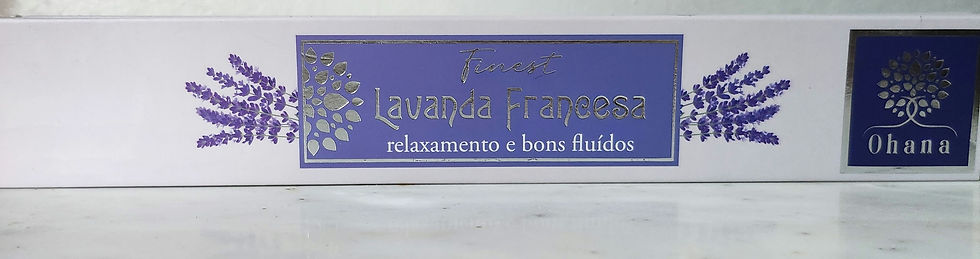 Finest
Lavanda Francesa
relaxamento e bons fluídos
Ohana